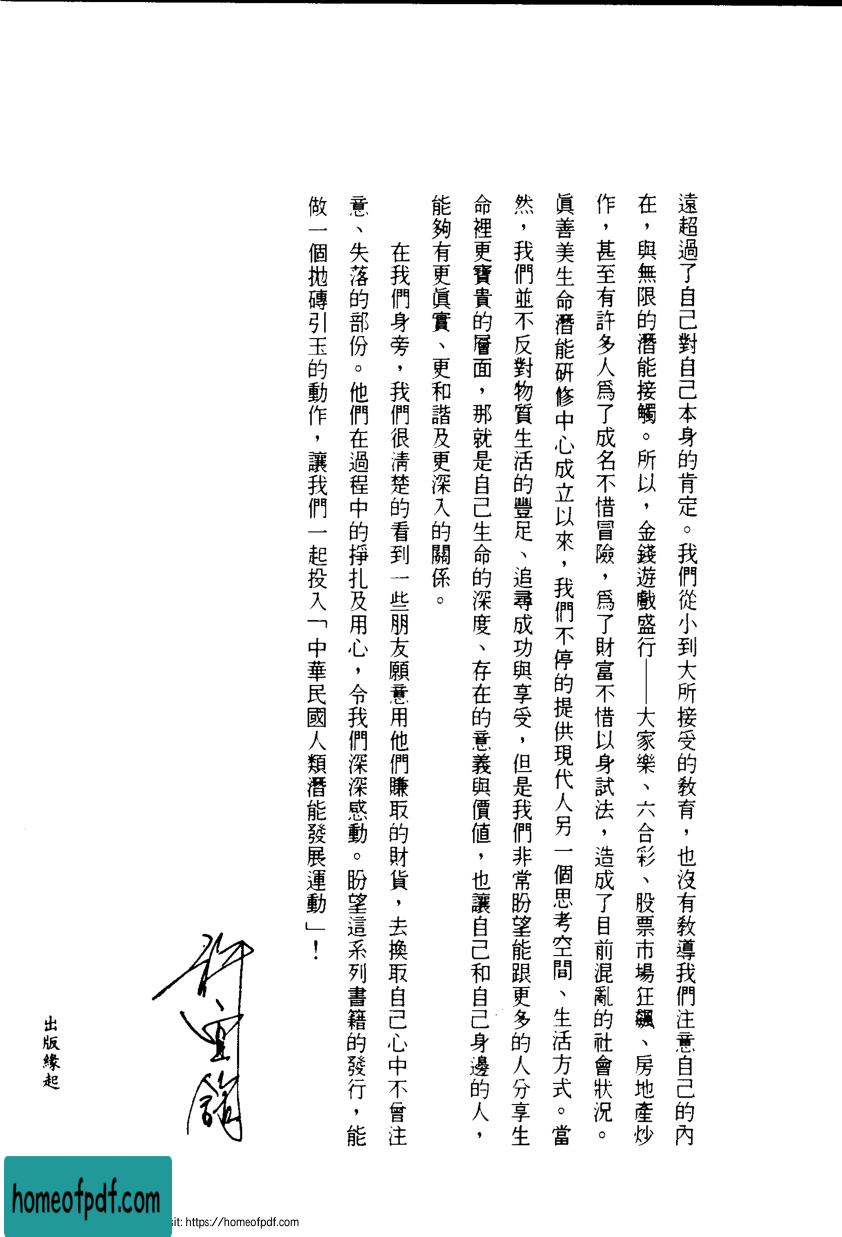 遠超過了自己對自己本身的肯定。我們從小到大所接受的教育，也沒有教導我們注意自己的內
在，與無限的潛能接觸。所以，金錢遊戲盛行——大家樂、六合彩、股票市場狂飆、房地產炒
作，甚至有許多人爲了成名不惜冒險，爲了財富不惜以身試法，造成了目前混亂的社會狀況。
眞善美生命潛能研修中心成立以來，我們不停的提供現代人另一個思考空間、生活方式。當
然，我們並不反對物質生活的豐足、追尋成功與享受，但是我們非常盼望能跟更多的人分享生
命裡更寶貴的層面，那就是自己生命的深度、存在的意義與價値，也讓自己和自己身邊的人，
能夠有更眞實、更和諧及更深入的關係。
在我們身旁，我們很淸楚的看到一些朋友願意用他們賺取的財貨，去換取自己心中不曾注
意、失落的部份。他們在過程中的掙扎及用心，令我們深深感動。盼望這系列書籍的發行，能
做一個拋磚引玉的動作，讓我們一起投入「中華民國人類潛能發展運動」！
許宜銘
出版緣起
homeofpdf.com
sit: https://homeofpdf.com